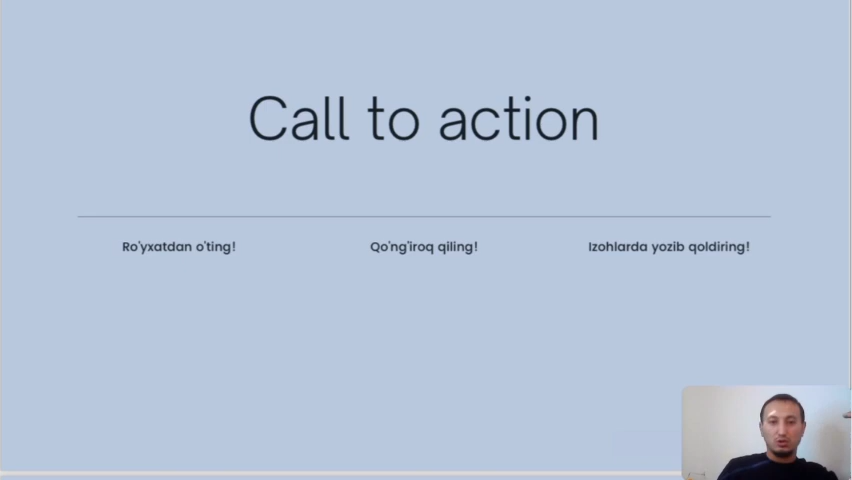 Call to action
Ro'yxatdan o'ting!
Qo'ng'iroq qiling!
Izohlarda yozib qoldiring!